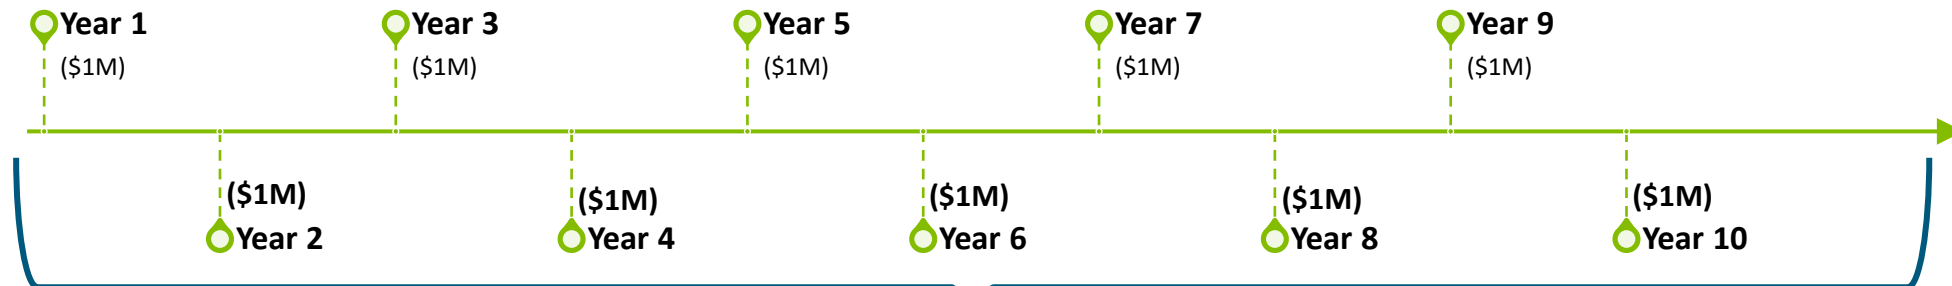 Year 1
($1M)
Year 3
($1M)
Year 5
($1M)
Year 7
($1M)
Year 9
($1M)
($1M)
Year 2
($1M)
Year 4
($1M)
Year 6
($1M)
Year 8
($1M)
Year 10